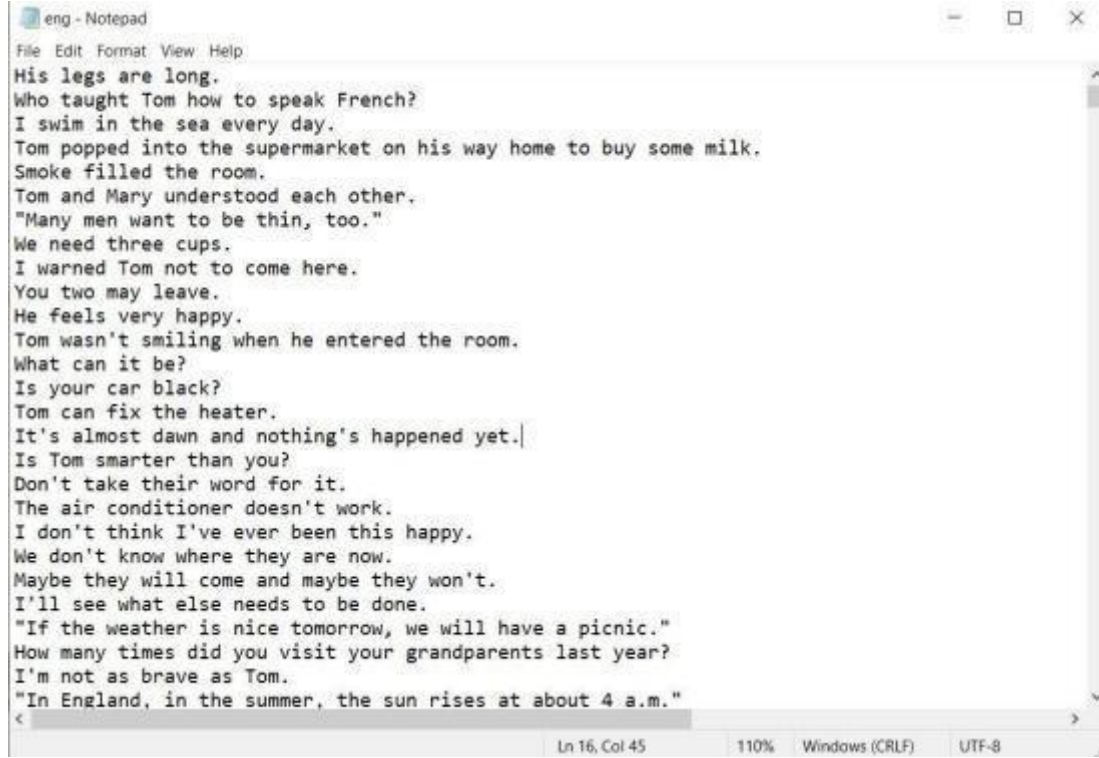 eng - Notepad
File Edit Format View Help
His legs are long.
Who taught Tom how to speak French?
I swim in the sea every day.
Tom popped into the supermarket on his way home to buy some milk.
Smoke filled the room.
Tom and Mary understood each other.
"Many men want to be thin, too."
We need three cups.
I warned Tom not to come here.
You two may leave.
He feels very happy.
Tom wasn't smiling when he entered the room.
What can it be?
Is your car black?
Tom can fix the heater.
It's almost dawn and nothing's happened yet.
Is Tom smarter than you?
Don't take their word for it.
The air conditioner doesn't work.
I don't think I've ever been this happy.
We don't know where they are now.
Maybe they will come and maybe they won't.
I'll see what else needs to be done.
"If the weather is nice tomorrow, we will have a picnic."
How many times did you visit your grandparents last year?
I'm not as brave as Tom.
"In England, in the summer, the sun rises at about 4 a.m."
Ln 16, Col 45 110% Windows (CRLF) UTF-8